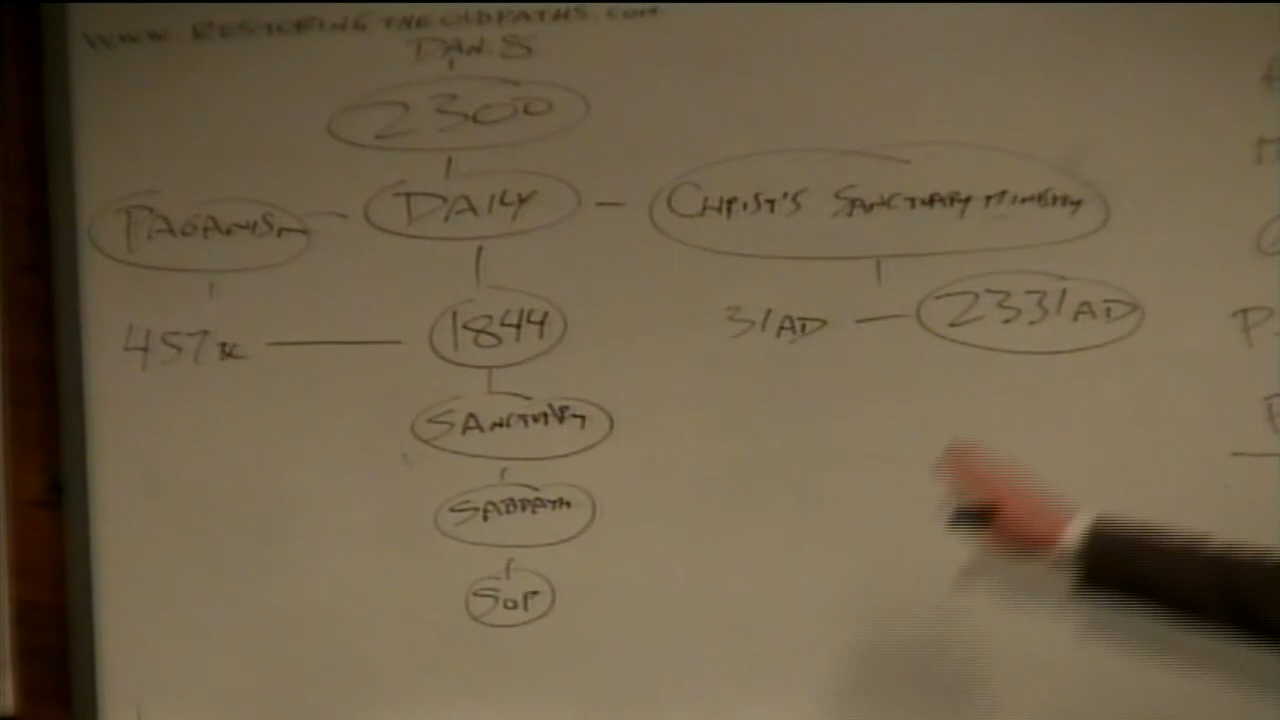 WWW.RESTORINGTHEOLDPATHS.COM
DAN. 8
2300
PAGANISM – DAILY – CHRIST'S SANCTUARY MINISTRY
457 BC — 1844 31 AD — 2331 AD
SANCTUARY
SABBATH
SOP